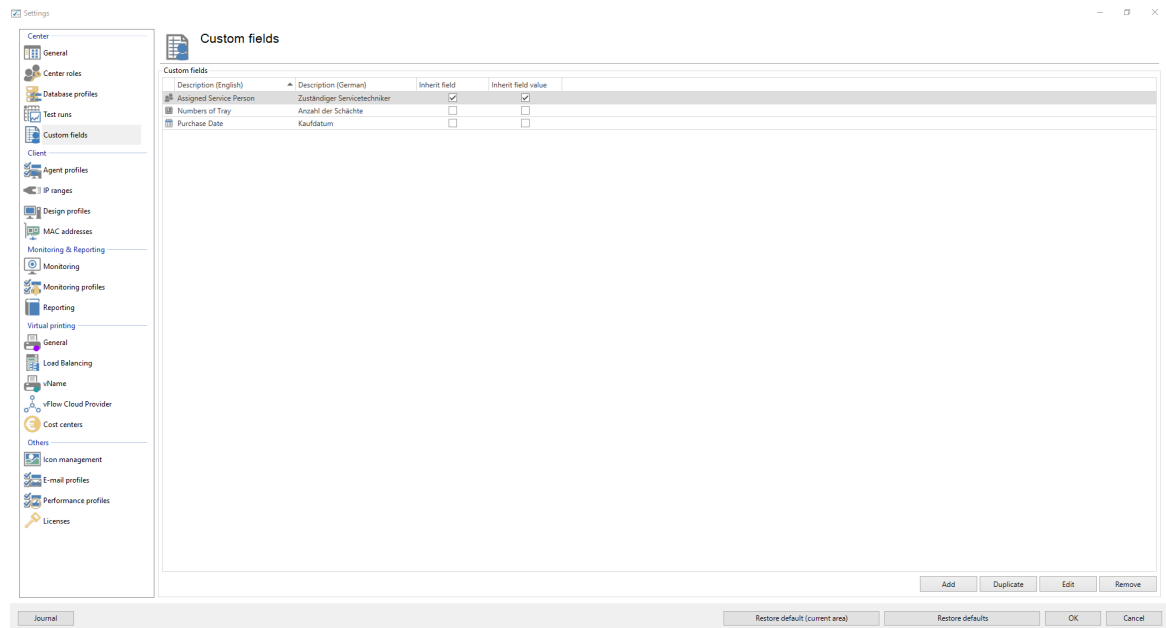 Settings
Center
General
Center roles
Database profiles
Test runs
Custom fields
Client
Agent profiles
IP ranges
Design profiles
MAC addresses
Monitoring & Reporting
Monitoring
Monitoring profiles
Reporting
Virtual printing
General
Load Balancing
vName
vFlow Cloud Provider
Cost centers
Others
Icon management
E-mail profiles
Performance profiles
Licenses
Custom fields
Custom fields
Description (English) Description (German) Inherit field Inherit field value
Assigned Service Person Zuständiger Servicetechniker
Numbers of Tray Anzahl der Schächte
Purchase Date Kaufdatum
Add Duplicate Edit Remove
Journal Restore default (current area) Restore defaults OK Cancel